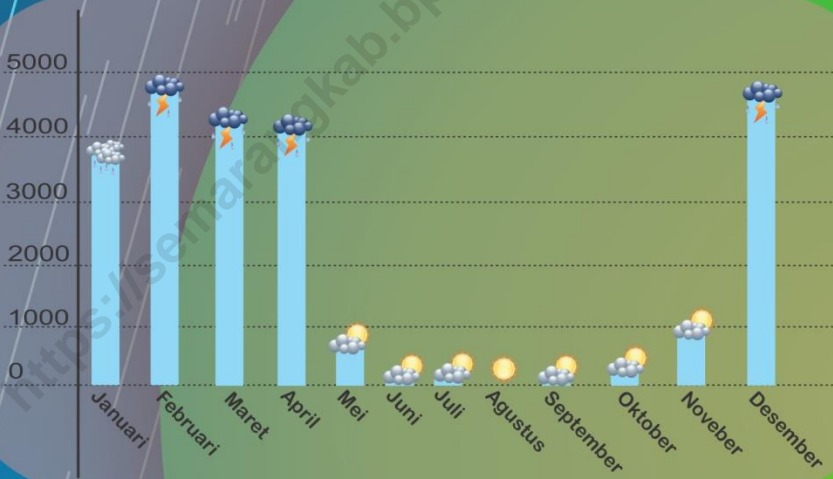 5000
4000
3000
2000
1000
0
Januari
Februari
Maret
April
Mei
Juni
Juli
Agustus
September
Oktober
Noveber
Desember
https://semarangkab.bp